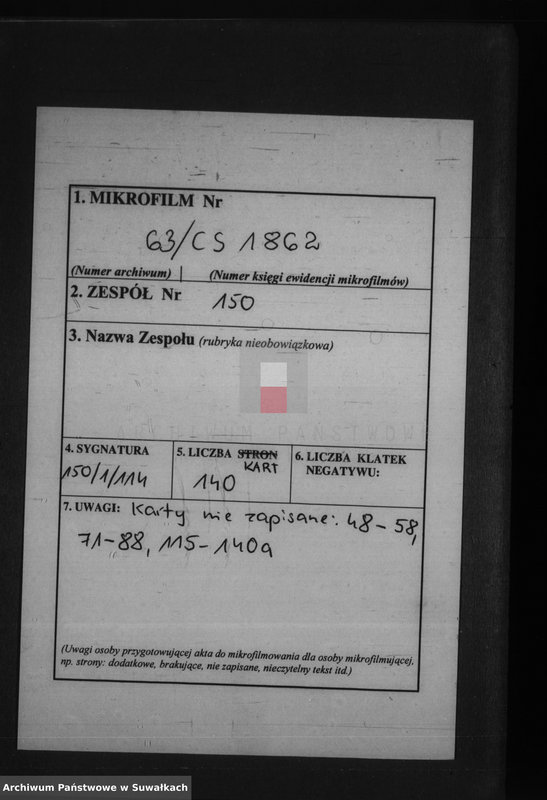 1. MIKROFILM Nr
63/CS 1862
(Numer archiwum) (Numer księgi ewidencji mikrofilmów)
2. ZESPÓŁ Nr 150
3. Nazwa Zespołu (rubryka nieobowiązkowa)
4. SYGNATURA
150/1/114
5. LICZBA STRON
KART
140
6. LICZBA KLATEK
NEGATYWU:
7. UWAGI: Karty nie zapisane: 48-58,
71-88, 115-140a
(Uwagi osoby przygotowującej akta do mikrofilmowania dla osoby mikrofilmującej,
np. strony: dodatkowe, brakujące, nie zapisane, nieczytelny tekst itd.)
Archiwum Państwowe w Suwałkach